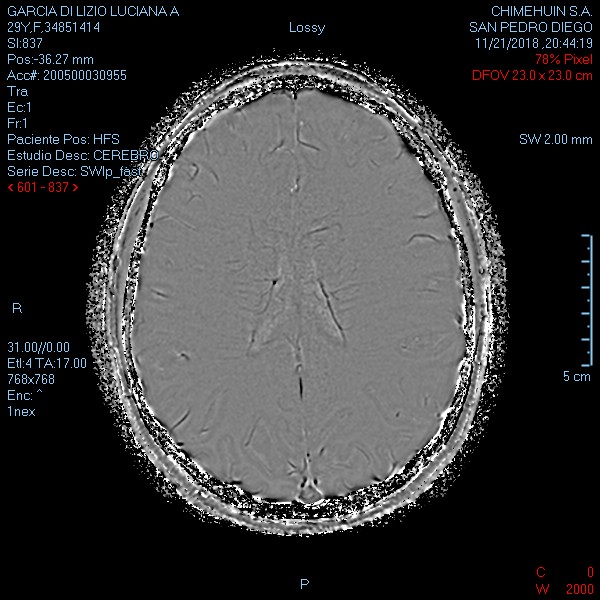 GARCIA DI LIZIO LUCIANA A
29Y,F,34851414
SI:837
Pos:-36.27 mm
Acc#: 200500030955
Tra
Ec:1
Fr:1
Paciente Pos: HFS
Estudio Desc: CEREBRO
Serie Desc: SWIp_fast
< 601 - 837 >
Lossy
CHIMEHUIN S.A.
SAN PEDRO DIEGO
11/21/2018 ,20:44:19
78% Pixel
DFOV 23.0 x 23.0 cm
SW 2.00 mm
R
31.00//0.00
Etl:4 TA:17.00
768x768
Enc: ^
1nex
5 cm
P
C 0
W 2000